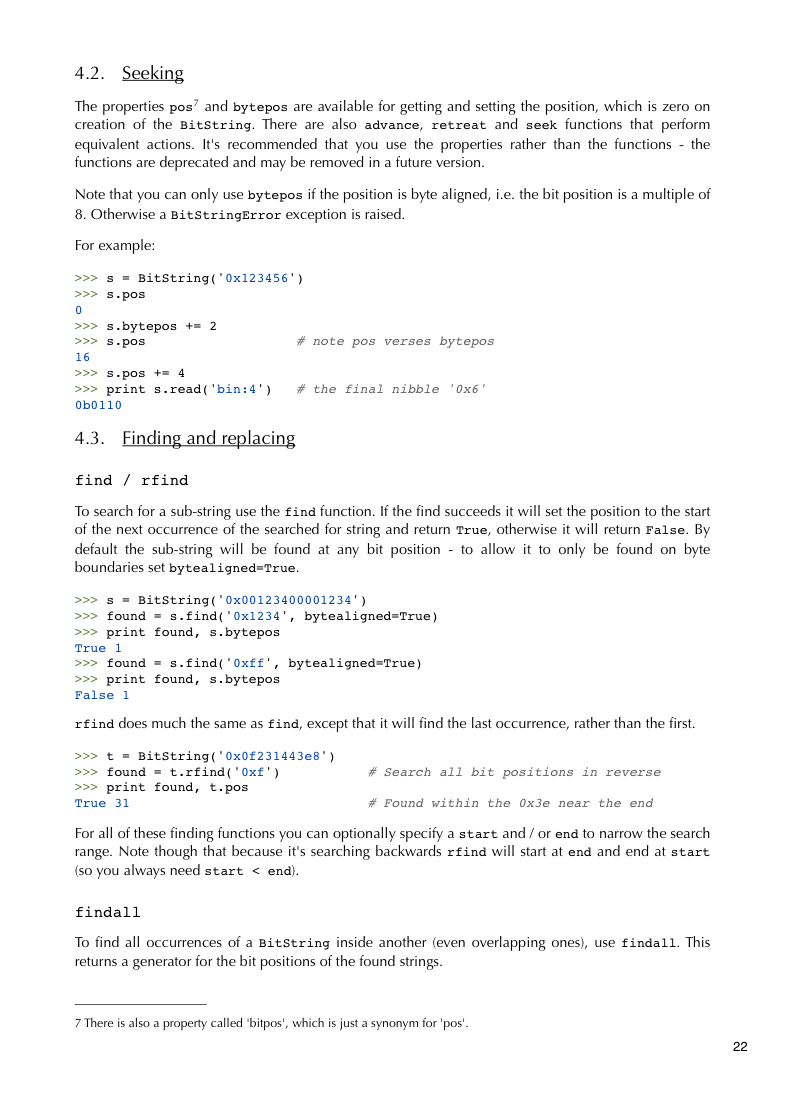 4.2. Seeking
The properties pos7 and bytepos are available for getting and setting the position, which is zero on
creation of the BitString. There are also advance, retreat and seek functions that perform
equivalent actions. It's recommended that you use the properties rather than the functions - the
functions are deprecated and may be removed in a future version.
Note that you can only use bytepos if the position is byte aligned, i.e. the bit position is a multiple of
8. Otherwise a BitStringError exception is raised.
For example:
>>> s = BitString('0x123456')
>>> s.pos
0
>>> s.bytepos += 2
>>> s.pos # note pos verses bytepos
16
>>> s.pos += 4
>>> print s.read('bin:4') # the final nibble '0x6'
0b0110
4.3. Finding and replacing
find / rfind
To search for a sub-string use the find function. If the find succeeds it will set the position to the start
of the next occurrence of the searched for string and return True, otherwise it will return False. By
default the sub-string will be found at any bit position - to allow it to only be found on byte
boundaries set bytealigned=True.
>>> s = BitString('0x00123400001234')
>>> found = s.find('0x1234', bytealigned=True)
>>> print found, s.bytepos
True 1
>>> found = s.find('0xff', bytealigned=True)
>>> print found, s.bytepos
False 1
rfind does much the same as find, except that it will find the last occurrence, rather than the first.
>>> t = BitString('0x0f231443e8')
>>> found = t.rfind('0xf') # Search all bit positions in reverse
>>> print found, t.pos
True 31 # Found within the 0x3e near the end
For all of these finding functions you can optionally specify a start and / or end to narrow the search
range. Note though that because it's searching backwards rfind will start at end and end at start
(so you always need start < end).
findall
To find all occurrences of a BitString inside another (even overlapping ones), use findall. This
returns a generator for the bit positions of the found strings.
7 There is also a property called 'bitpos', which is just a synonym for 'pos'.
22